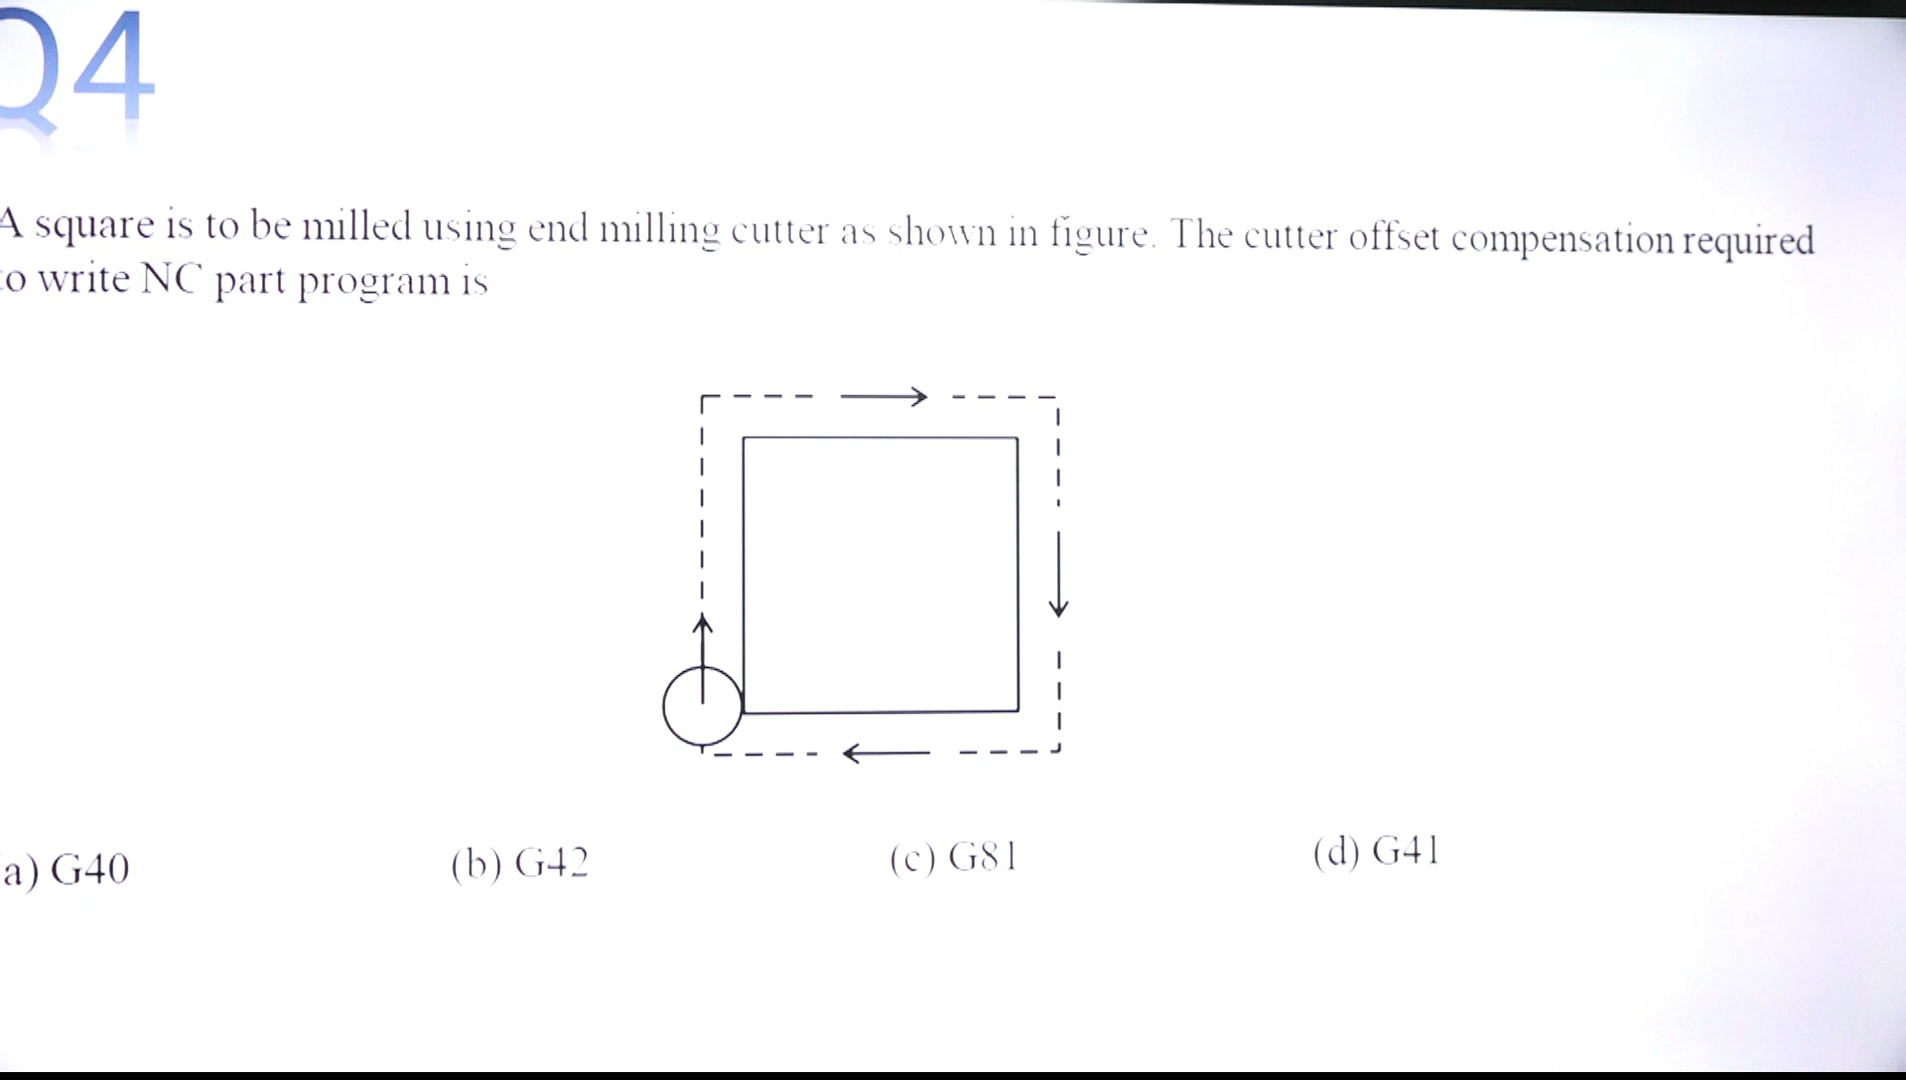 Q4
A square is to be milled using end milling cutter as shown in figure. The cutter offset compensation required
to write NC part program is
a) G40 (b) G42 (c) G81 (d) G41